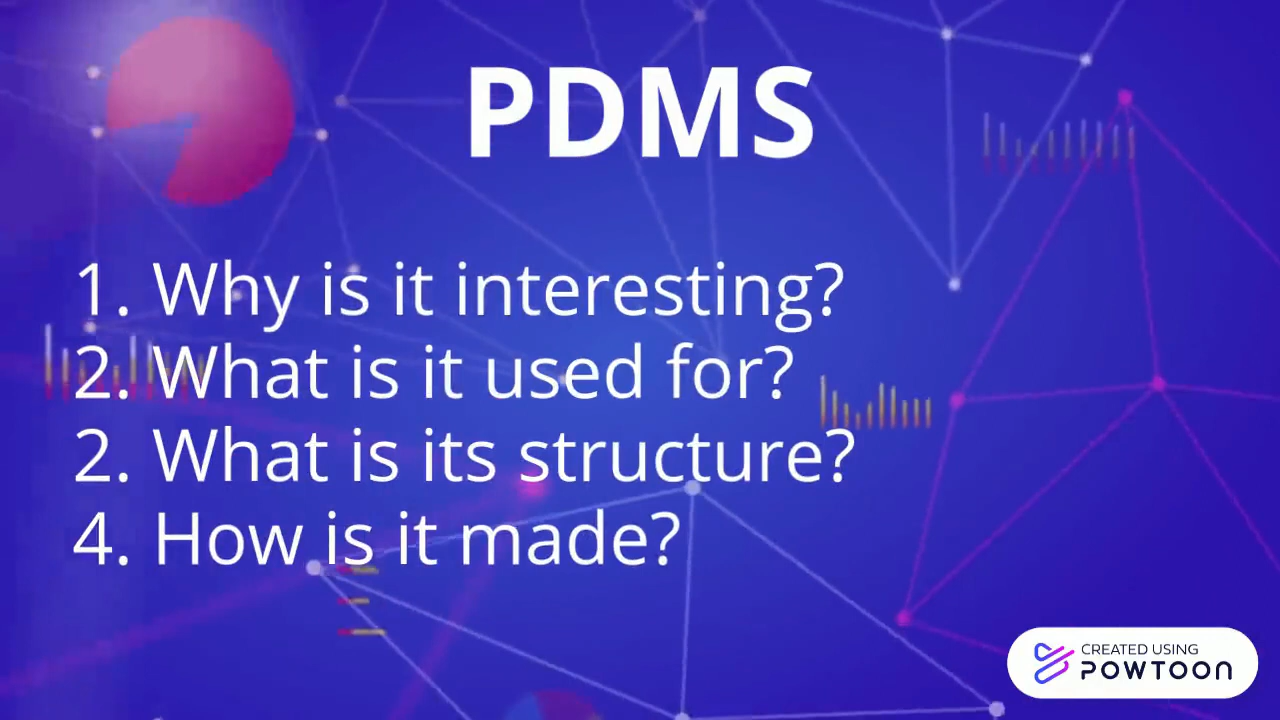 PDMS
1. Why is it interesting?
2. What is it used for?
2. What is its structure?
4. How is it made?
CREATED USING
POWTOON